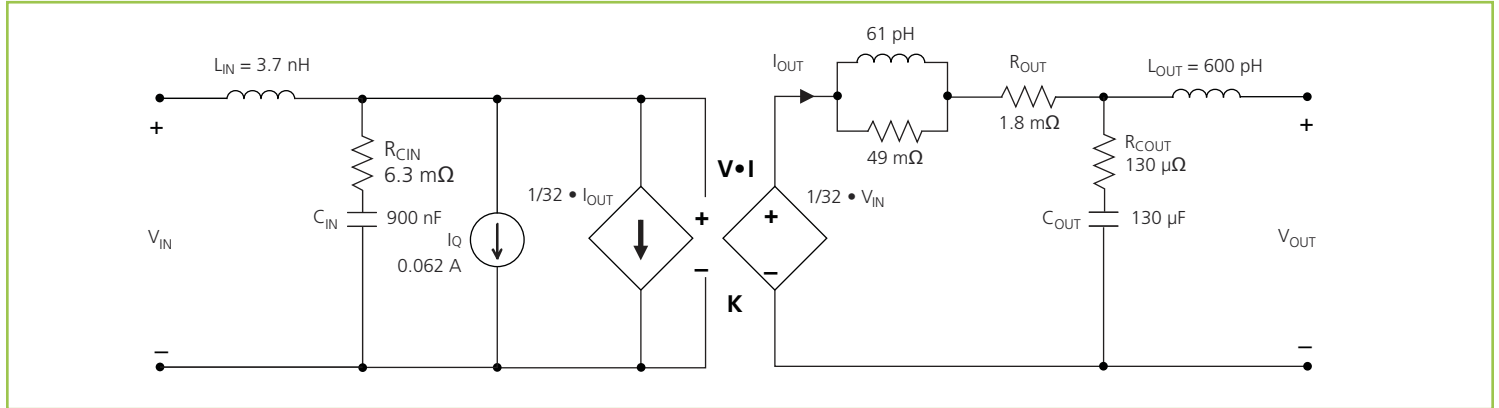 L_IN = 3.7 nH
+
R_CIN
6.3 mΩ
C_IN 900 nF
V_IN
I_Q
0.062 A
1/32 • I_OUT
+
–
–
V•I
K
1/32 • V_IN
+
–
I_OUT
61 pH
49 mΩ
R_OUT
1.8 mΩ
L_OUT = 600 pH
R_COUT
130 µΩ
C_OUT 130 µF
+
V_OUT
–